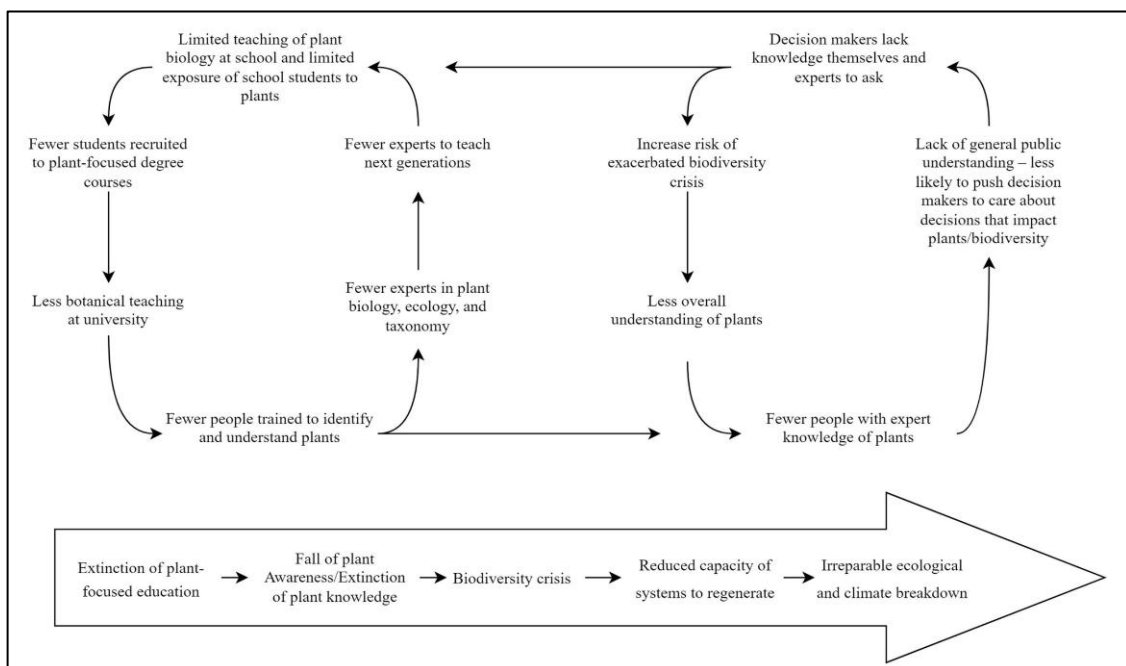 Limited teaching of plant
biology at school and limited
exposure of school students to
plants
Decision makers lack
knowledge themselves and
experts to ask
Fewer students recruited
to plant-focused degree
courses
Fewer experts to teach
next generations
Increase risk of
exacerbated biodiversity
crisis
Lack of general public
understanding – less
likely to push decision
makers to care about
decisions that impact
plants/biodiversity
Less botanical teaching
at university
Fewer experts in plant
biology, ecology, and
taxonomy
Less overall
understanding of plants
Fewer people trained to identify
and understand plants
Fewer people with expert
knowledge of plants
Extinction of plant-
focused education
Fall of plant
Awareness/Extinction
of plant knowledge
Biodiversity crisis
Reduced capacity of
systems to regenerate
Irreparable ecological
and climate breakdown